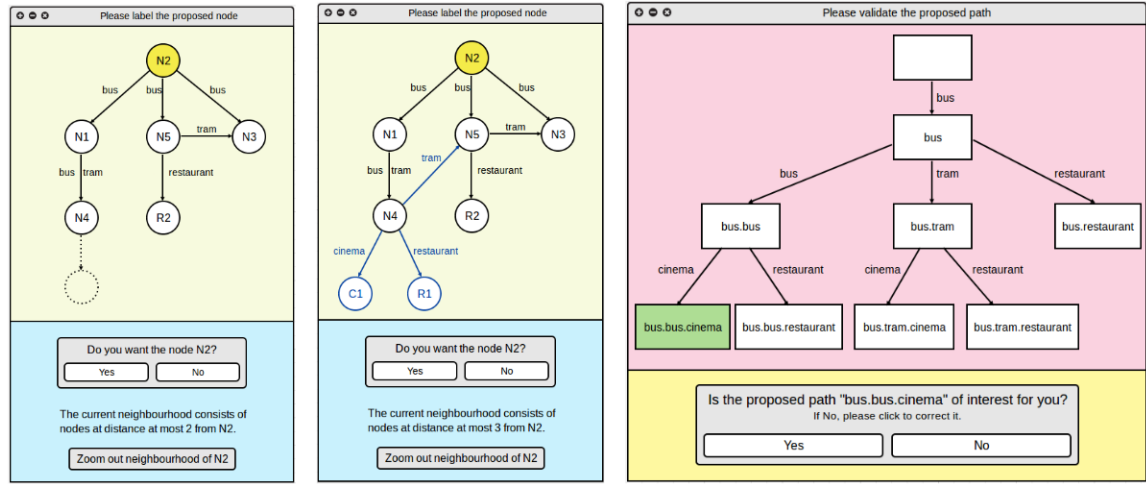 Please label the proposed node
N2
bus bus bus
N1 N5 tram N3
bus tram restaurant
N4 R2
Do you want the node N2?
Yes No
The current neighbourhood consists of
nodes at distance at most 2 from N2.
Zoom out neighbourhood of N2
Please label the proposed node
N2
bus bus bus
N1 N5 tram N3
tram
bus tram restaurant
N4 R2
cinema restaurant
C1 R1
Do you want the node N2?
Yes No
The current neighbourhood consists of
nodes at distance at most 3 from N2.
Zoom out neighbourhood of N2
Please validate the proposed path
bus
bus
bus tram restaurant
bus.bus bus.tram bus.restaurant
cinema restaurant cinema restaurant
bus.bus.cinema bus.bus.restaurant bus.tram.cinema bus.tram.restaurant
Is the proposed path "bus.bus.cinema" of interest for you?
If No, please click to correct it.
Yes No